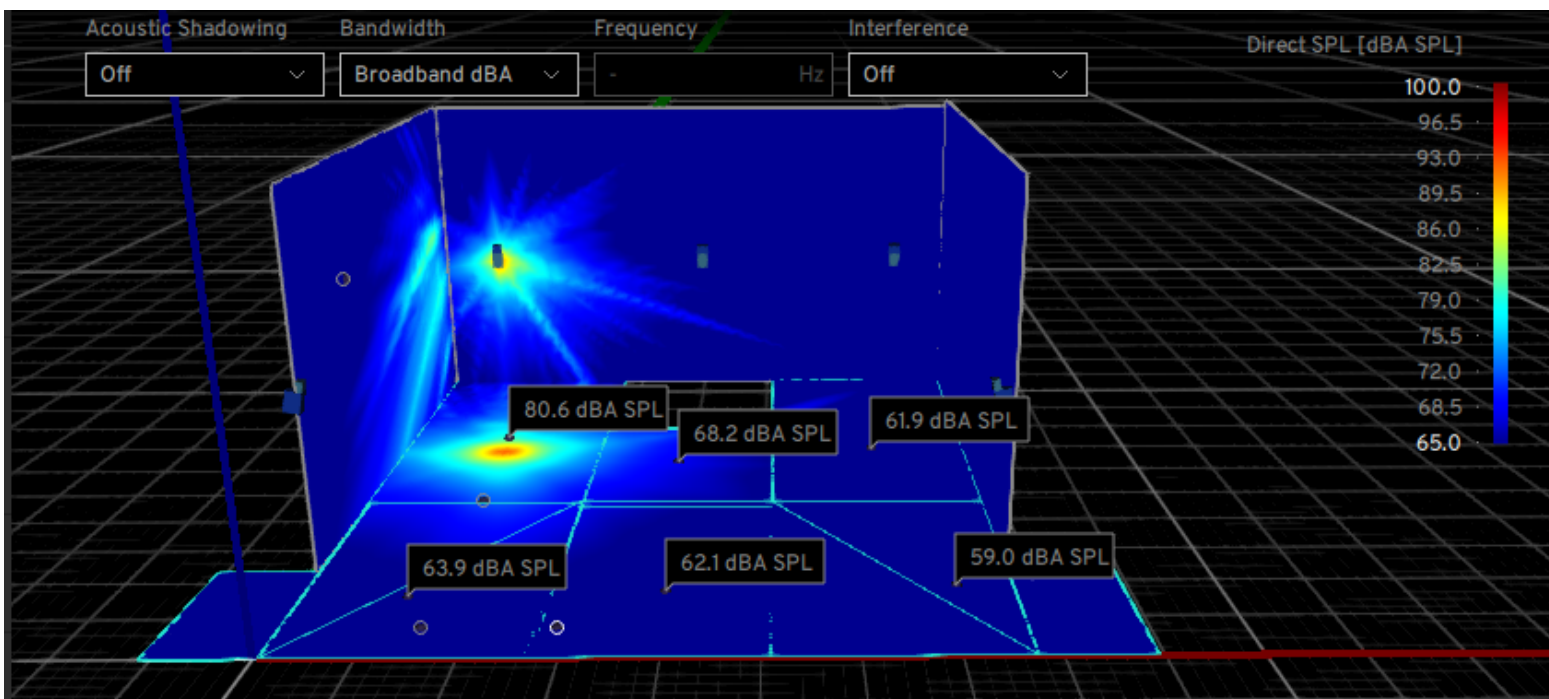 Acoustic Shadowing
Bandwidth
Frequency
Interference
Direct SPL [dBA SPL]
Off
Broadband dBA
- Hz
Off
100.0
96.5
93.0
89.5
86.0
82.5
79.0
75.5
72.0
68.5
65.0
80.6 dBA SPL
68.2 dBA SPL
61.9 dBA SPL
63.9 dBA SPL
62.1 dBA SPL
59.0 dBA SPL